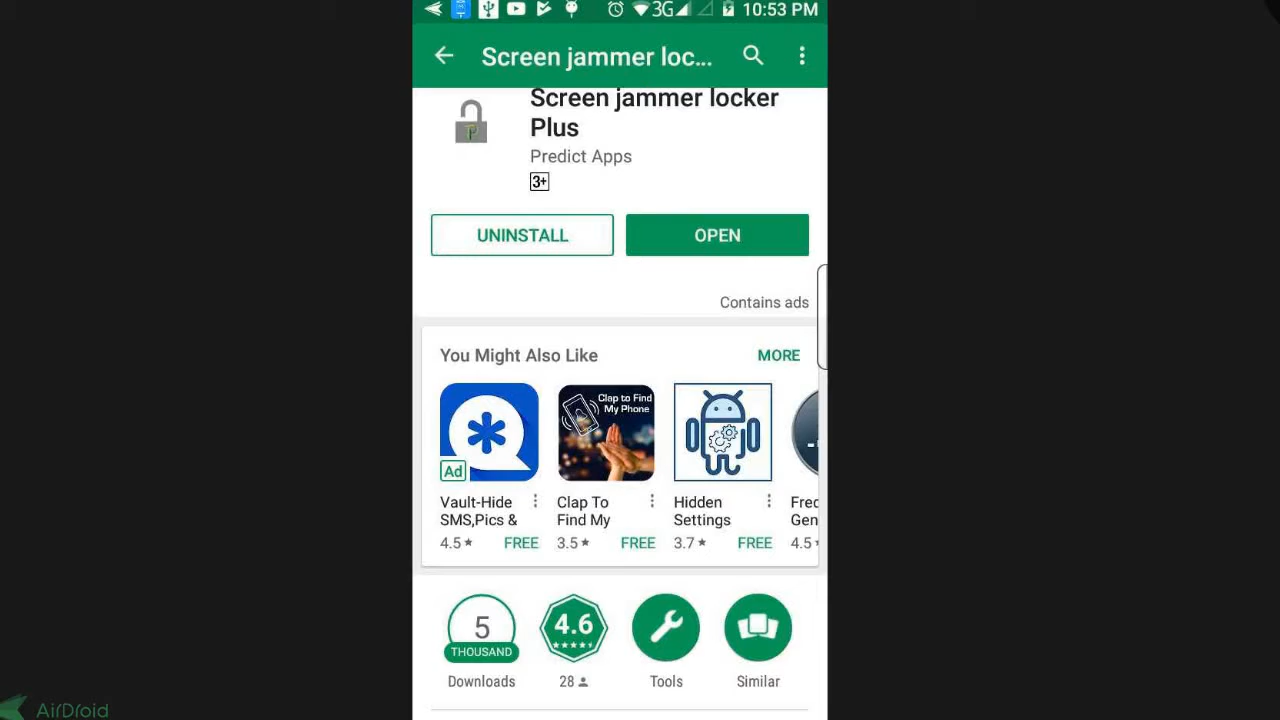 3G 10:53 PM
Screen jammer loc...
Screen jammer locker
Plus
Predict Apps
3+
UNINSTALL
OPEN
Contains ads
You Might Also Like
MORE
Ad
Clap to Find
My Phone
Vault-Hide
SMS,Pics &
4.5★ FREE
Clap To
Find My
3.5★ FREE
Hidden
Settings
3.7★ FREE
Fre
Gen
4.5
5
THOUSAND
Downloads
4.6
28
Tools
Similar
AirDroid